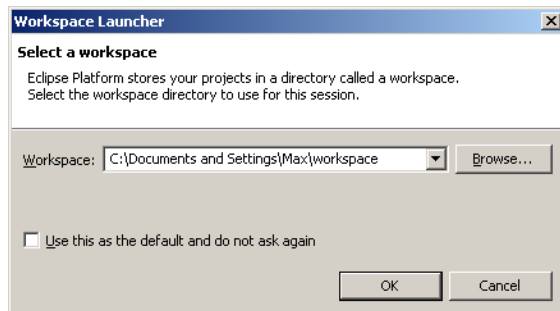 Workspace Launcher
Select a workspace
Eclipse Platform stores your projects in a directory called a workspace.
Select the workspace directory to use for this session.
Workspace: C:\Documents and Settings\Max\workspace Browse...
Use this as the default and do not ask again
OK Cancel